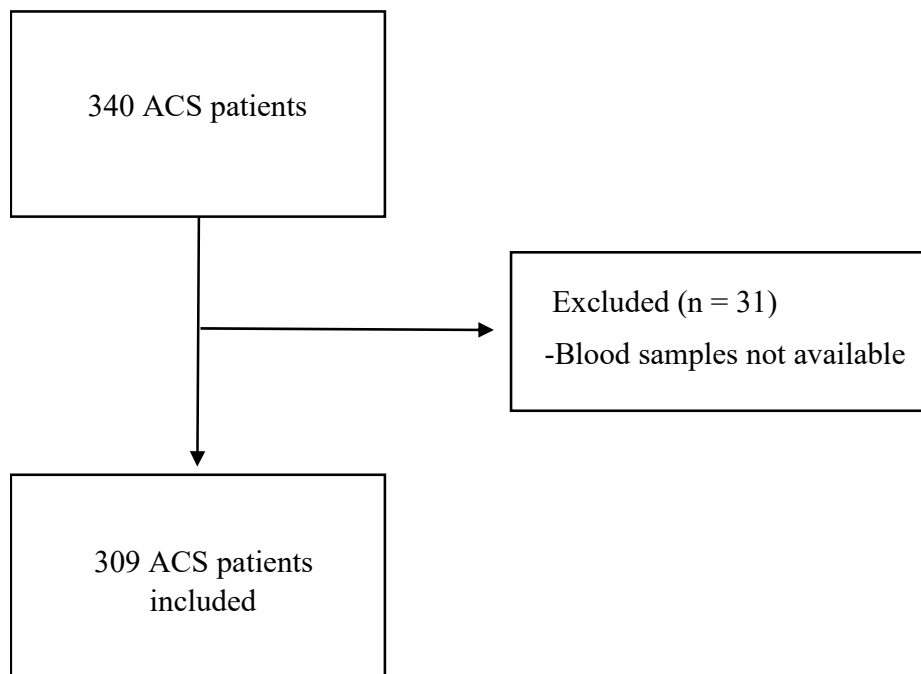 340 ACS patients
Excluded (n = 31)
-Blood samples not available
309 ACS patients
included